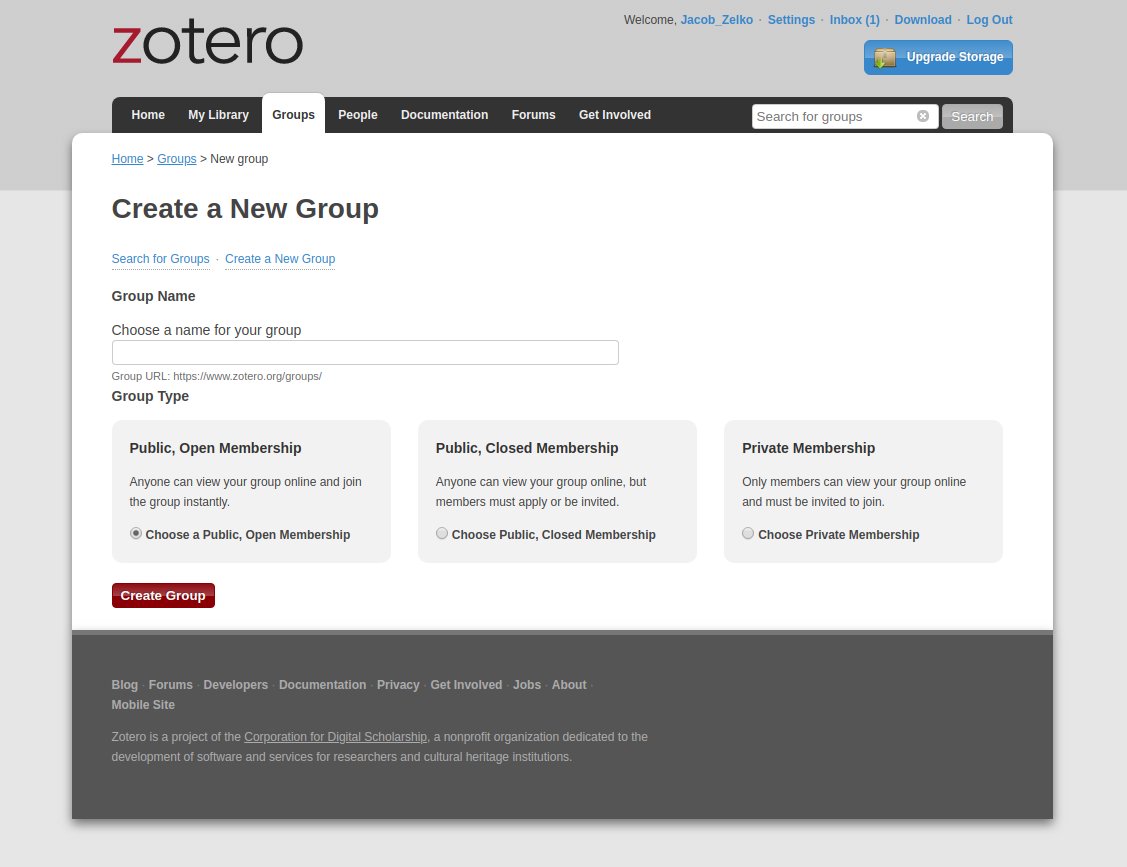 zotero
Welcome, Jacob_Zelko · Settings · Inbox (1) · Download · Log Out
Upgrade Storage
Home My Library Groups People Documentation Forums Get Involved Search for groups Search
Home > Groups > New group
Create a New Group
Search for Groups · Create a New Group
Group Name
Choose a name for your group
Group URL: https://www.zotero.org/groups/
Group Type
Public, Open Membership
Anyone can view your group online and join
the group instantly.
Choose a Public, Open Membership
Public, Closed Membership
Anyone can view your group online, but
members must apply or be invited.
Choose Public, Closed Membership
Private Membership
Only members can view your group online
and must be invited to join.
Choose Private Membership
Create Group
Blog · Forums · Developers · Documentation · Privacy · Get Involved · Jobs · About ·
Mobile Site
Zotero is a project of the Corporation for Digital Scholarship, a nonprofit organization dedicated to the
development of software and services for researchers and cultural heritage institutions.